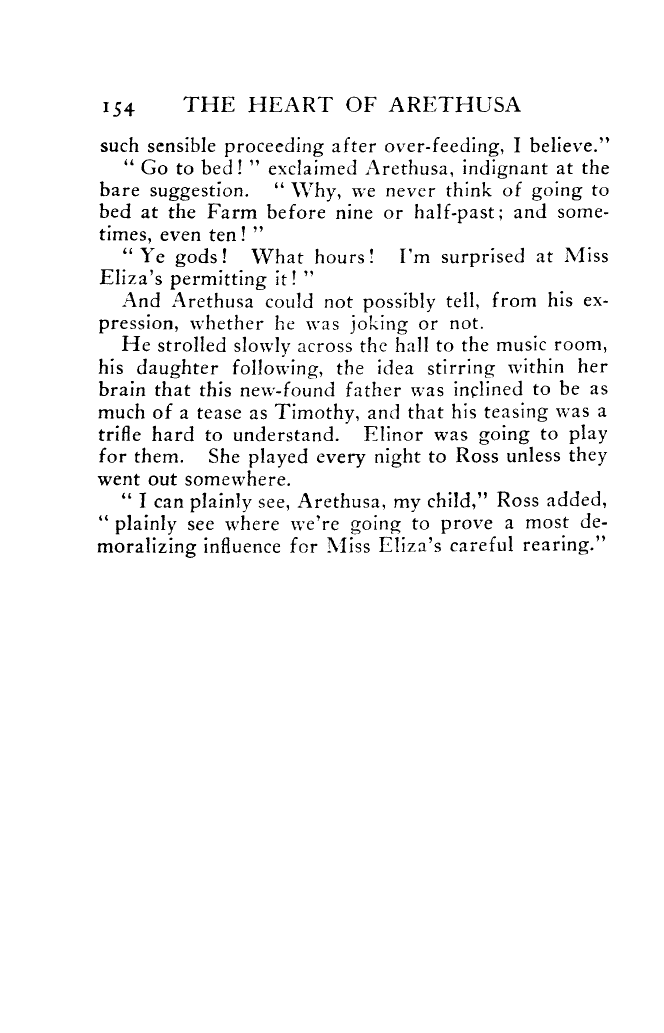 154 THE HEART OF ARETHUSA
such sensible proceeding after over-feeding, I believe.”
“ Go to bed! ” exclaimed Arethusa, indignant at the
bare suggestion. “ Why, we never think of going to
bed at the Farm before nine or half-past; and some-
times, even ten! ”
“ Ye gods! What hours! I'm surprised at Miss
Eliza's permitting it! ”
And Arethusa could not possibly tell, from his ex-
pression, whether he was joking or not.
He strolled slowly across the hall to the music room,
his daughter following, the idea stirring within her
brain that this new-found father was inclined to be as
much of a tease as Timothy, and that his teasing was a
trifle hard to understand. Elinor was going to play
for them. She played every night to Ross unless they
went out somewhere.
“ I can plainly see, Arethusa, my child,” Ross added,
“ plainly see where we're going to prove a most de-
moralizing influence for Miss Eliza's careful rearing.”